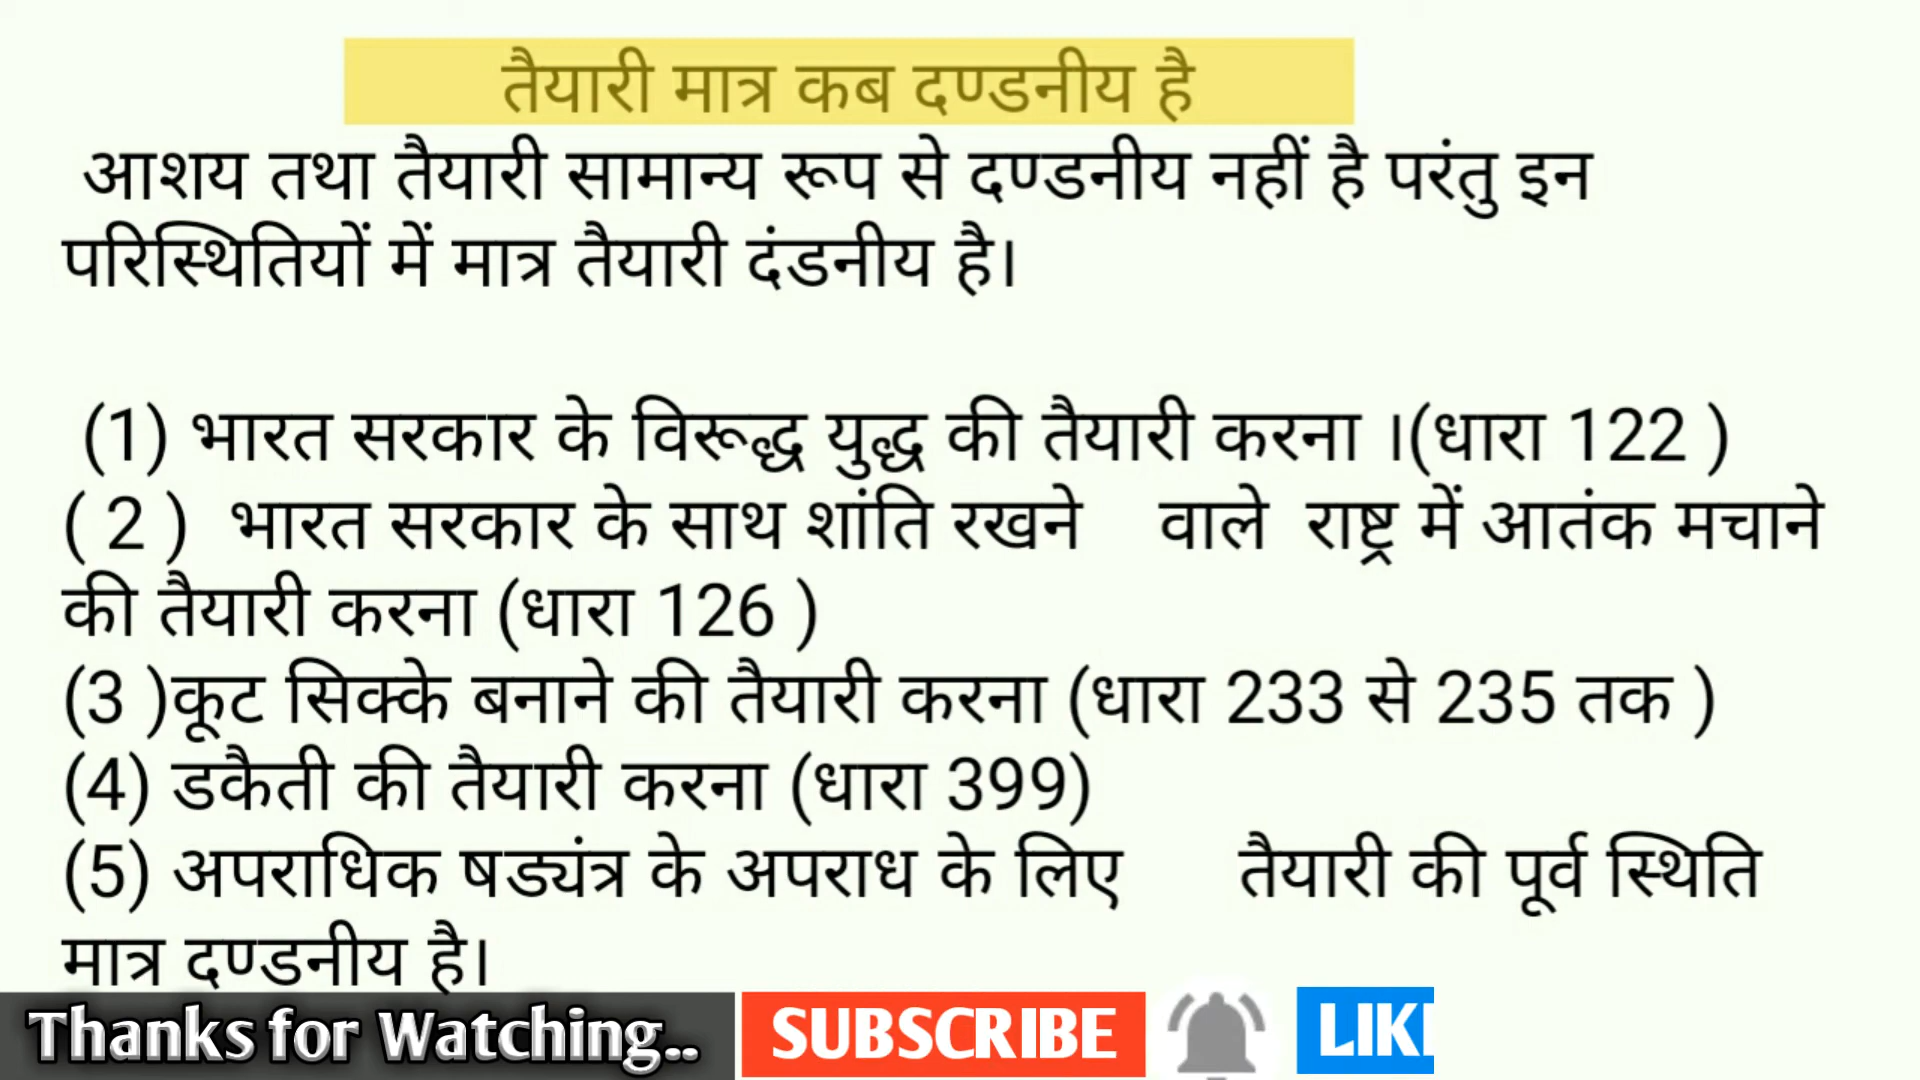 तैयारी मात्र कब दण्डनीय है
आशय तथा तैयारी सामान्य रूप से दण्डनीय नहीं है परंतु इन
परिस्थितियों में मात्र तैयारी दंडनीय है।
(1) भारत सरकार के विरूद्ध युद्ध की तैयारी करना ।(धारा 122 )
( 2 ) भारत सरकार के साथ शांति रखने वाले राष्ट्र में आतंक मचाने
की तैयारी करना (धारा 126 )
(3 )कूट सिक्के बनाने की तैयारी करना (धारा 233 से 235 तक )
(4) डकैती की तैयारी करना (धारा 399)
(5) अपराधिक षड्यंत्र के अपराध के लिए तैयारी की पूर्व स्थिति
मात्र दण्डनीय है।
Thanks for Watching.. SUBSCRIBE LIK